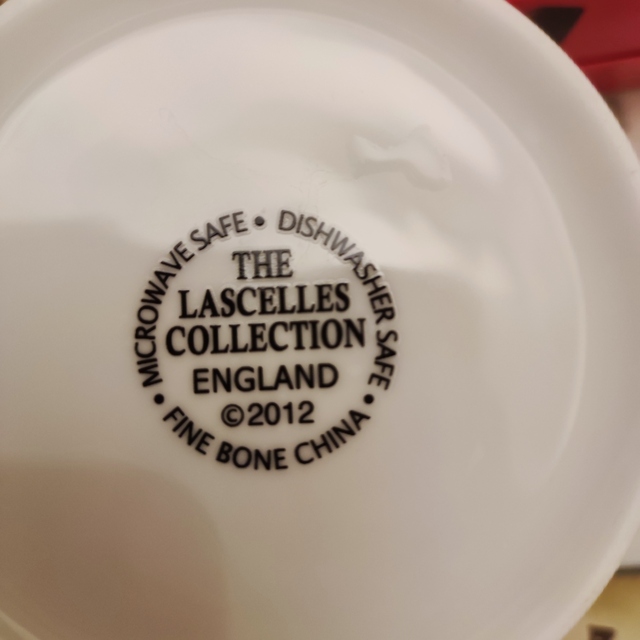 MICROWAVE SAFE • DISHWASHER SAFE •
THE
LASCELLES
COLLECTION
ENGLAND
©2012
• FINE BONE CHINA